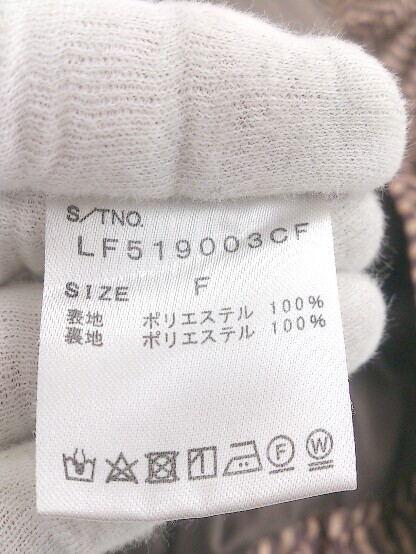 S/TNO.
LF519003CF
SIZE F
表地 ポリエステル 100%
裏地 ポリエステル 100%
F W